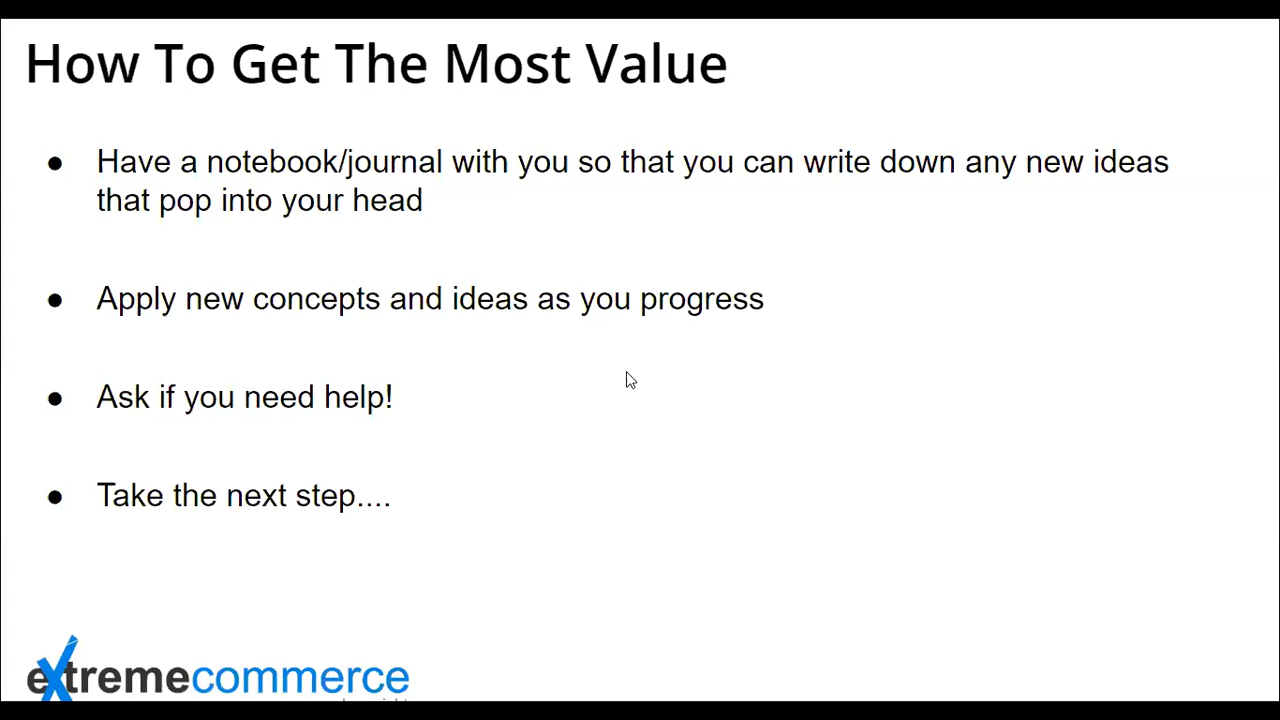 How To Get The Most Value
● Have a notebook/journal with you so that you can write down any new ideas
that pop into your head
● Apply new concepts and ideas as you progress
● Ask if you need help!
● Take the next step....
extremecommerce